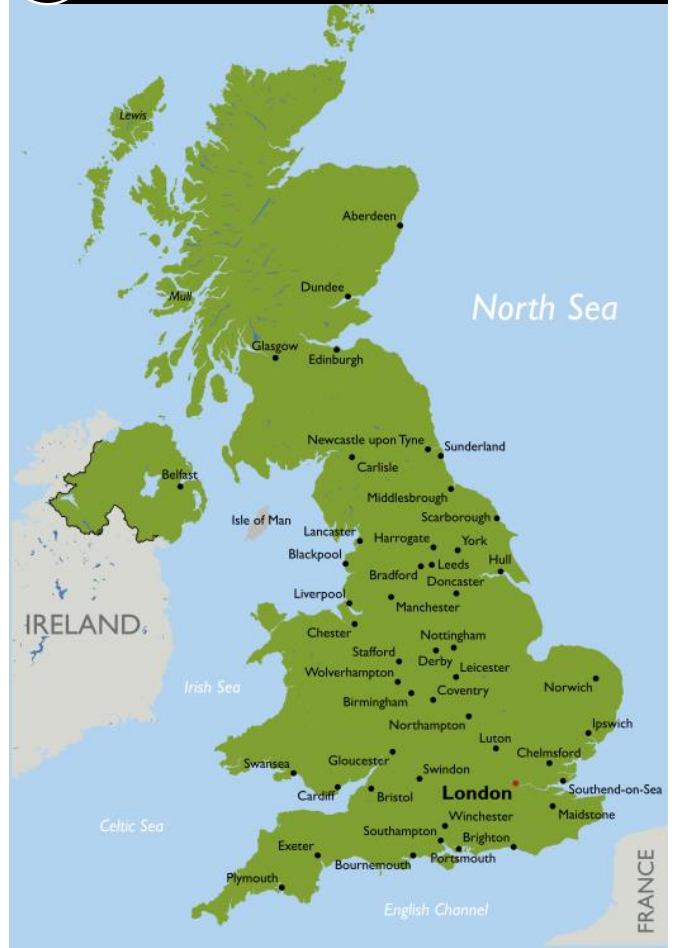 Lewis
Aberdeen
Dundee
Mull
North Sea
Glasgow
Edinburgh
Newcastle upon Tyne
Sunderland
Carlisle
Belfast
Middlesbrough
Isle of Man
Scarborough
Lancaster
Harrogate
York
Blackpool
Hull
Bradford
Leeds
Doncaster
Liverpool
Manchester
IRELAND
Chester
Nottingham
Stafford
Derby
Leicester
Wolverhampton
Irish Sea
Norwich
Birmingham
Coventry
Northampton
Ipswich
Luton
Gloucester
Chelmsford
Swansea
Swindon
Cardiff
Bristol
London
Southend-on-Sea
Maidstone
Winchester
Celtic Sea
Southampton
Brighton
Exeter
Bournemouth
Portsmouth
Plymouth
English Channel
FRANCE